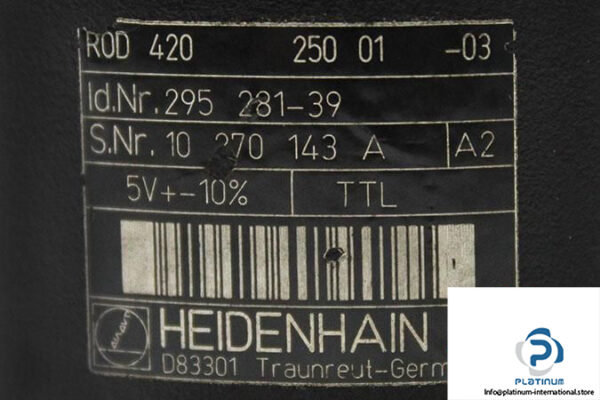 ROD 420 250 01 -03
Id.Nr. 295 281-39
S.Nr. 10 270 143 A A2
5V+-10% TTL
HEIDENHAIN
D83301 Traunreut-Germ
PLATINUM
Info@platinum-international.store